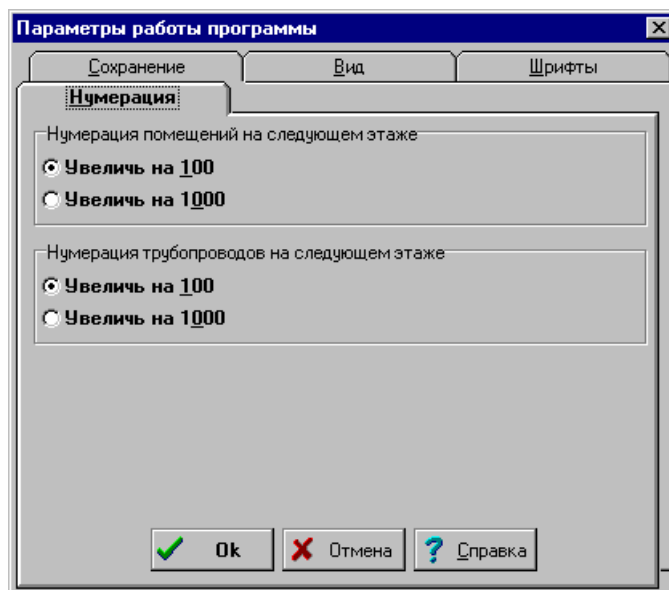 Параметры работы программы
Сохранение Вид Шрифты
Нумерация
Нумерация помещений на следующем этаже
Увеличь на 100
Увеличь на 1000
Нумерация трубопроводов на следующем этаже
Увеличь на 100
Увеличь на 1000
Ok Отмена Справка